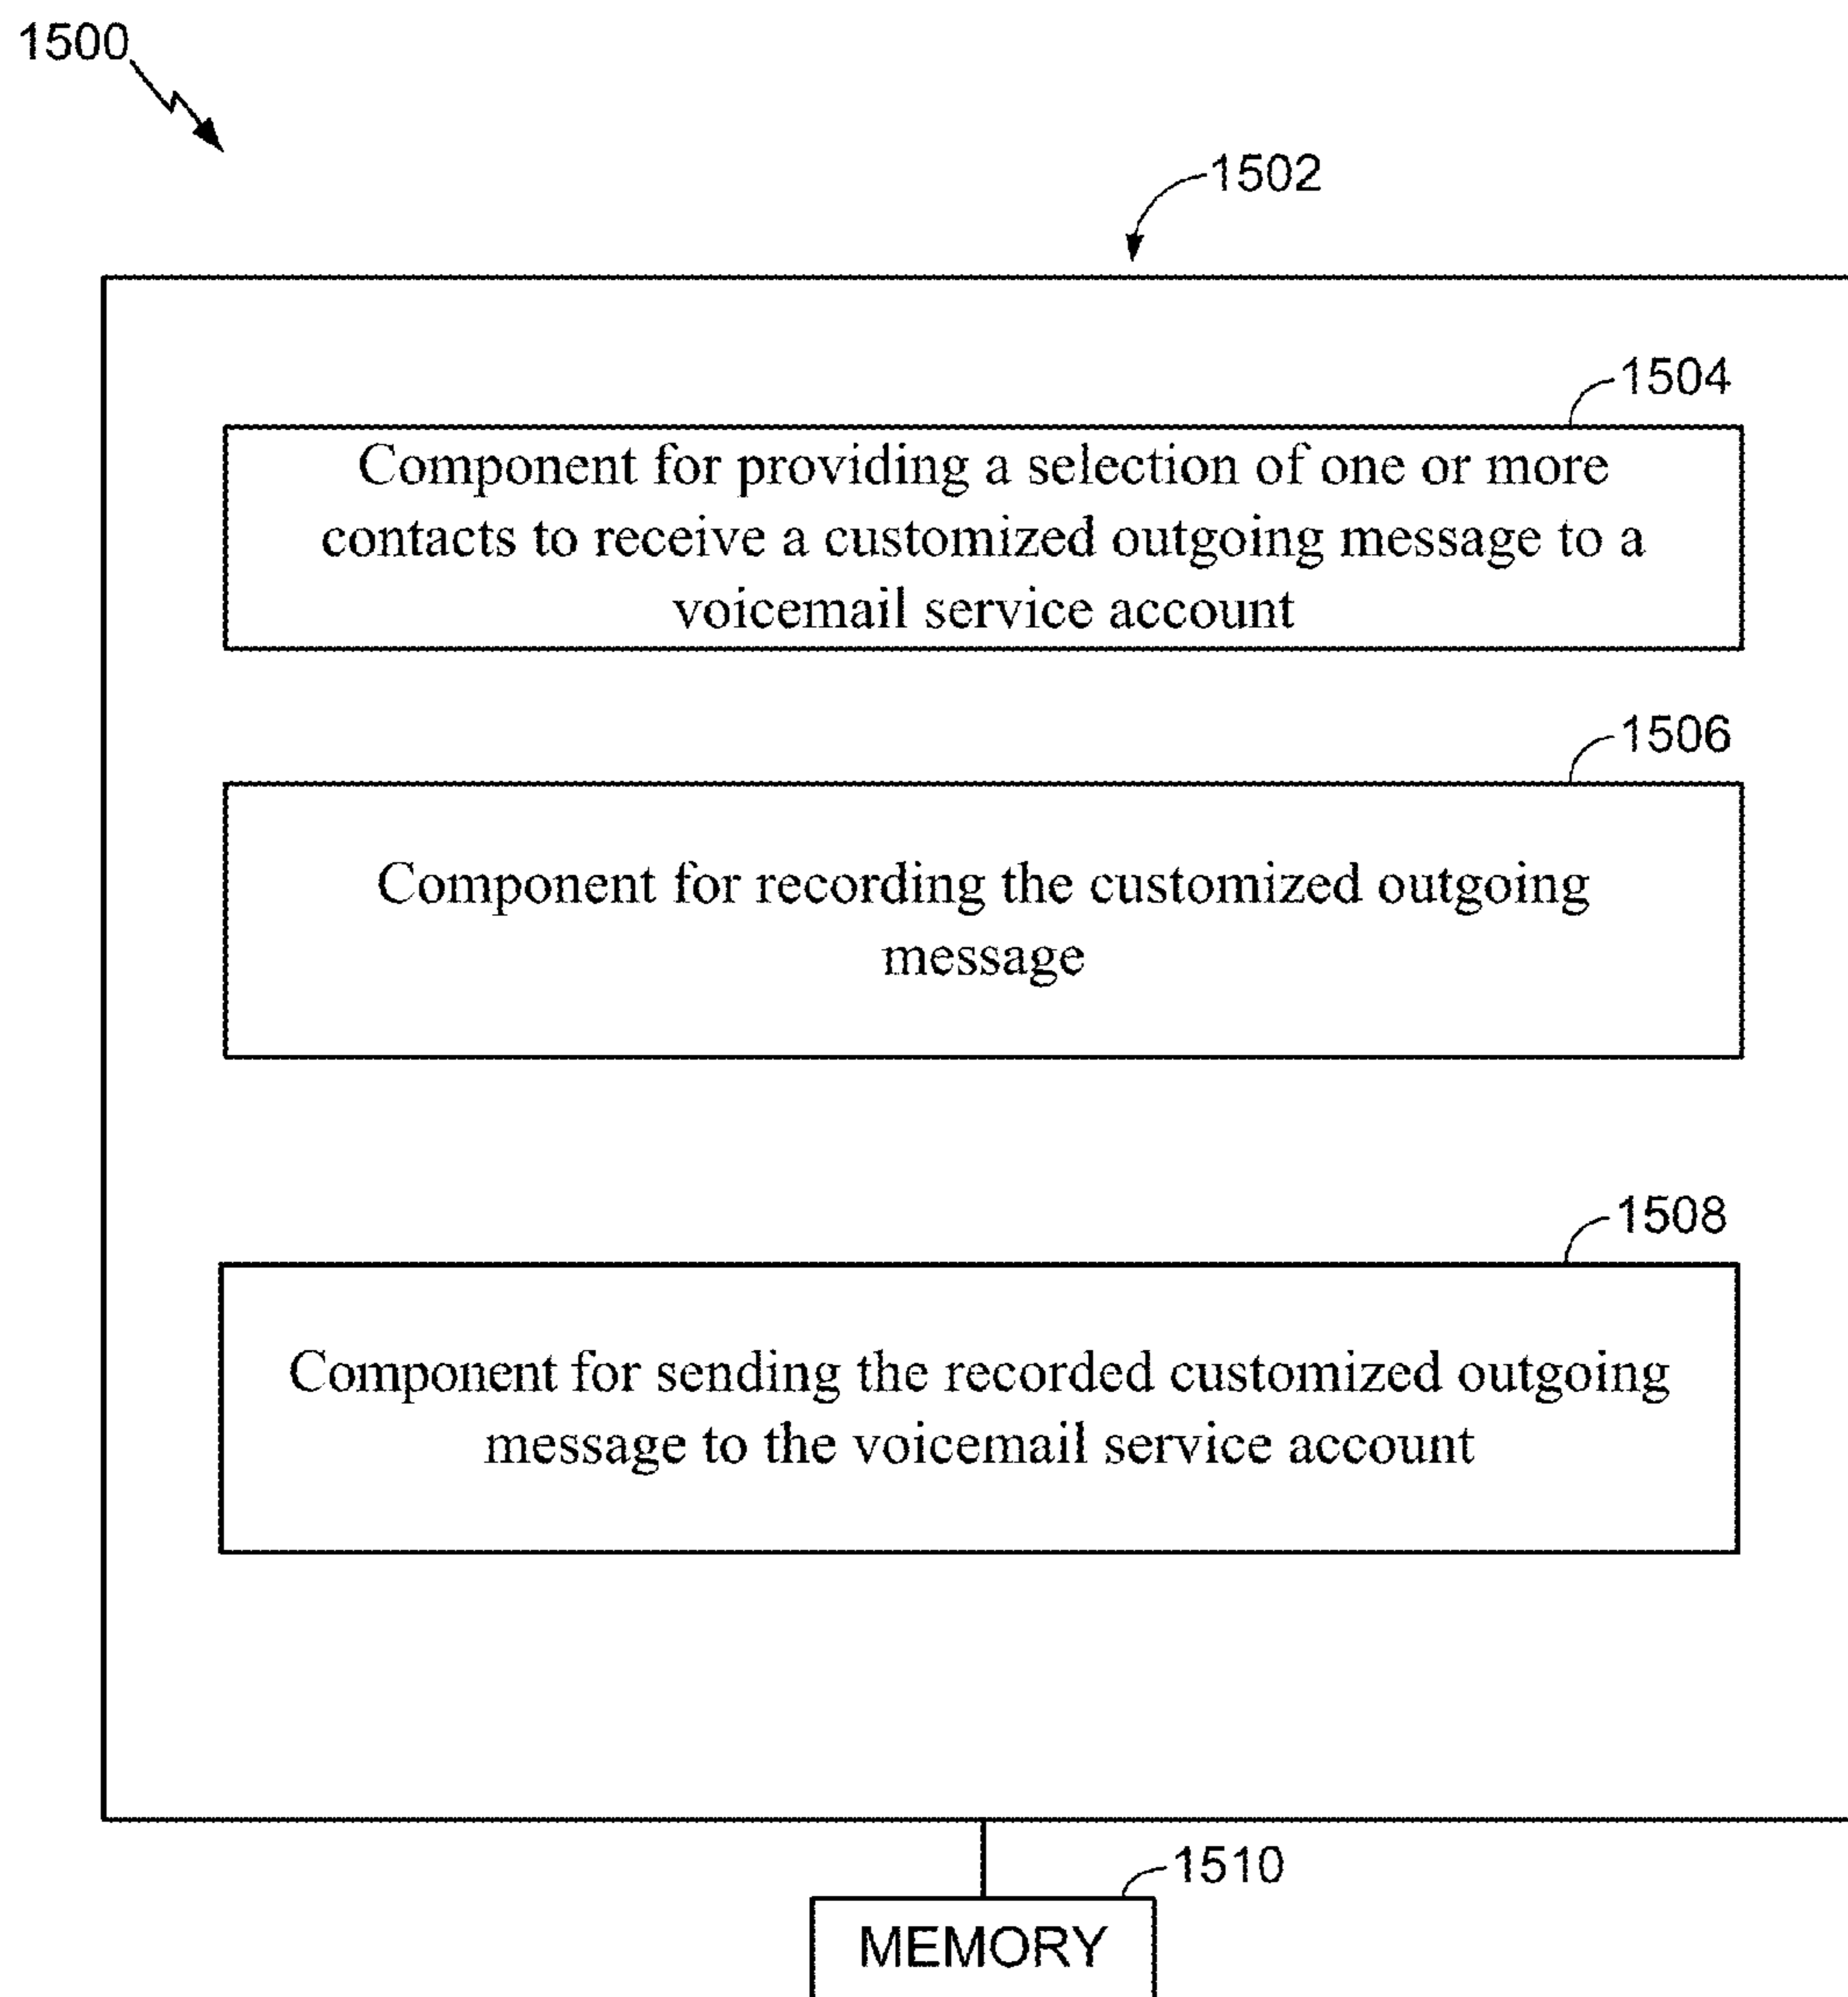 1500
1502
1504
Component for providing a selection of one or more
contacts to receive a customized outgoing message to a
voicemail service account
1506
Component for recording the customized outgoing
message
1508
Component for sending the recorded customized outgoing
message to the voicemail service account
1510
MEMORY